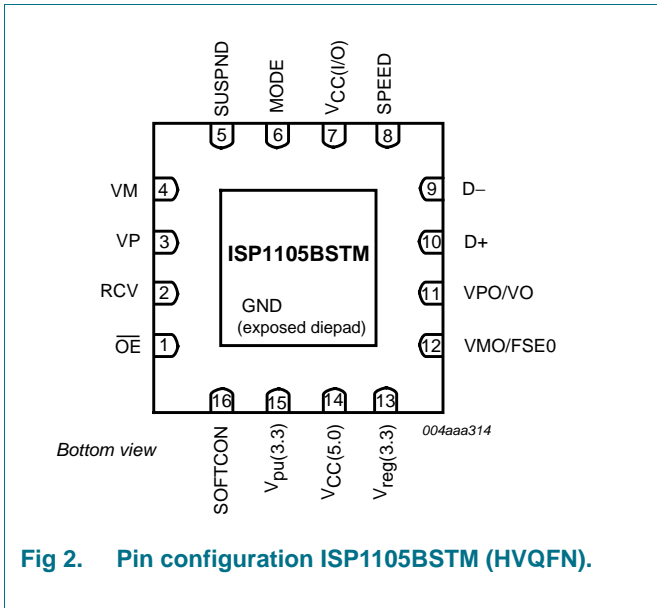 SUSPND
MODE
VCC(I/O)
SPEED
5
6
7
8
VM 4
9 D−
VP 3
10 D+
ISP1105BSTM
RCV 2
11 VPO/VO
GND
(exposed diepad)
OE 1
12 VMO/FSE0
16
15
14
13
004aaa314
Bottom view
SOFTCON
Vpu(3.3)
VCC(5.0)
Vreg(3.3)
Fig 2. Pin configuration ISP1105BSTM (HVQFN).